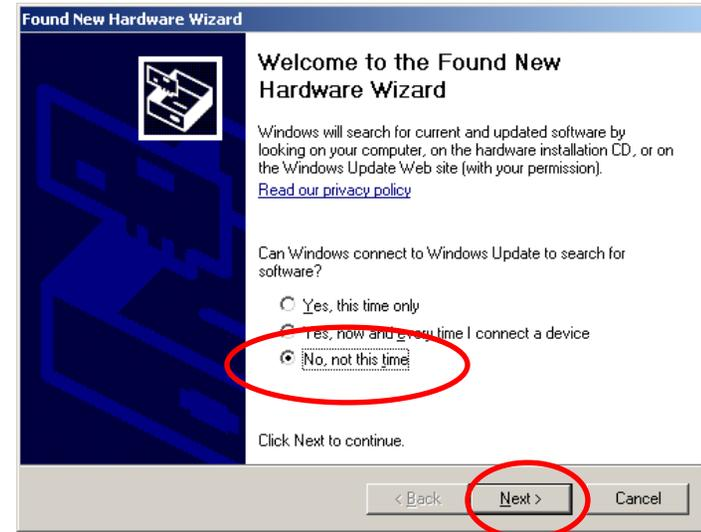 Found New Hardware Wizard
Welcome to the Found New
Hardware Wizard
Windows will search for current and updated software by
looking on your computer, on the hardware installation CD, or on
the Windows Update Web site (with your permission).
Read our privacy policy
Can Windows connect to Windows Update to search for
software?
Yes, this time only
Yes, now and every time I connect a device
No, not this time
Click Next to continue.
< Back
Next >
Cancel